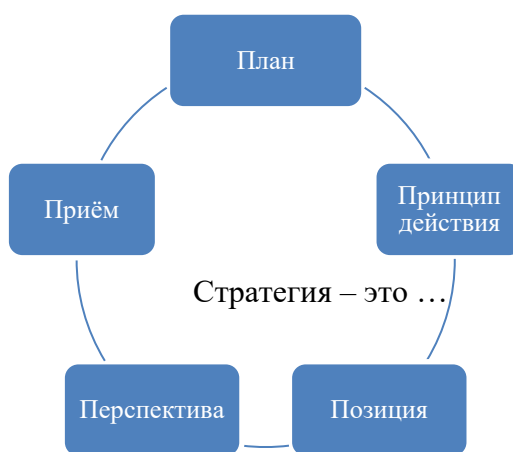 План
Приём
Принцип
действия
Стратегия – это …
Перспектива
Позиция